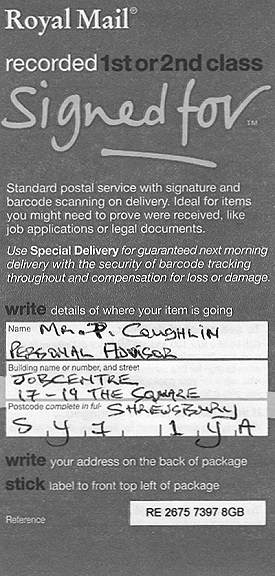 Royal Mail®
recorded 1st or 2nd class
Signed for™
Standard postal service with signature and
barcode scanning on delivery. Ideal for items
you might need to prove were received, like
job applications or legal documents.
Use Special Delivery for guaranteed next morning
delivery with the security of barcode tracking
throughout and compensation for loss or damage.
write details of where your item is going
Name MR. P. COUGHLIN
PERSONAL ADVISOR
Building name or number, and street
JOBCENTRE
17-19 THE SQUARE
Postcode complete in full SHREWSBURY
SY1 1YA
write your address on the back of package
stick label to front top left of package
Reference RE 2675 7397 8GB